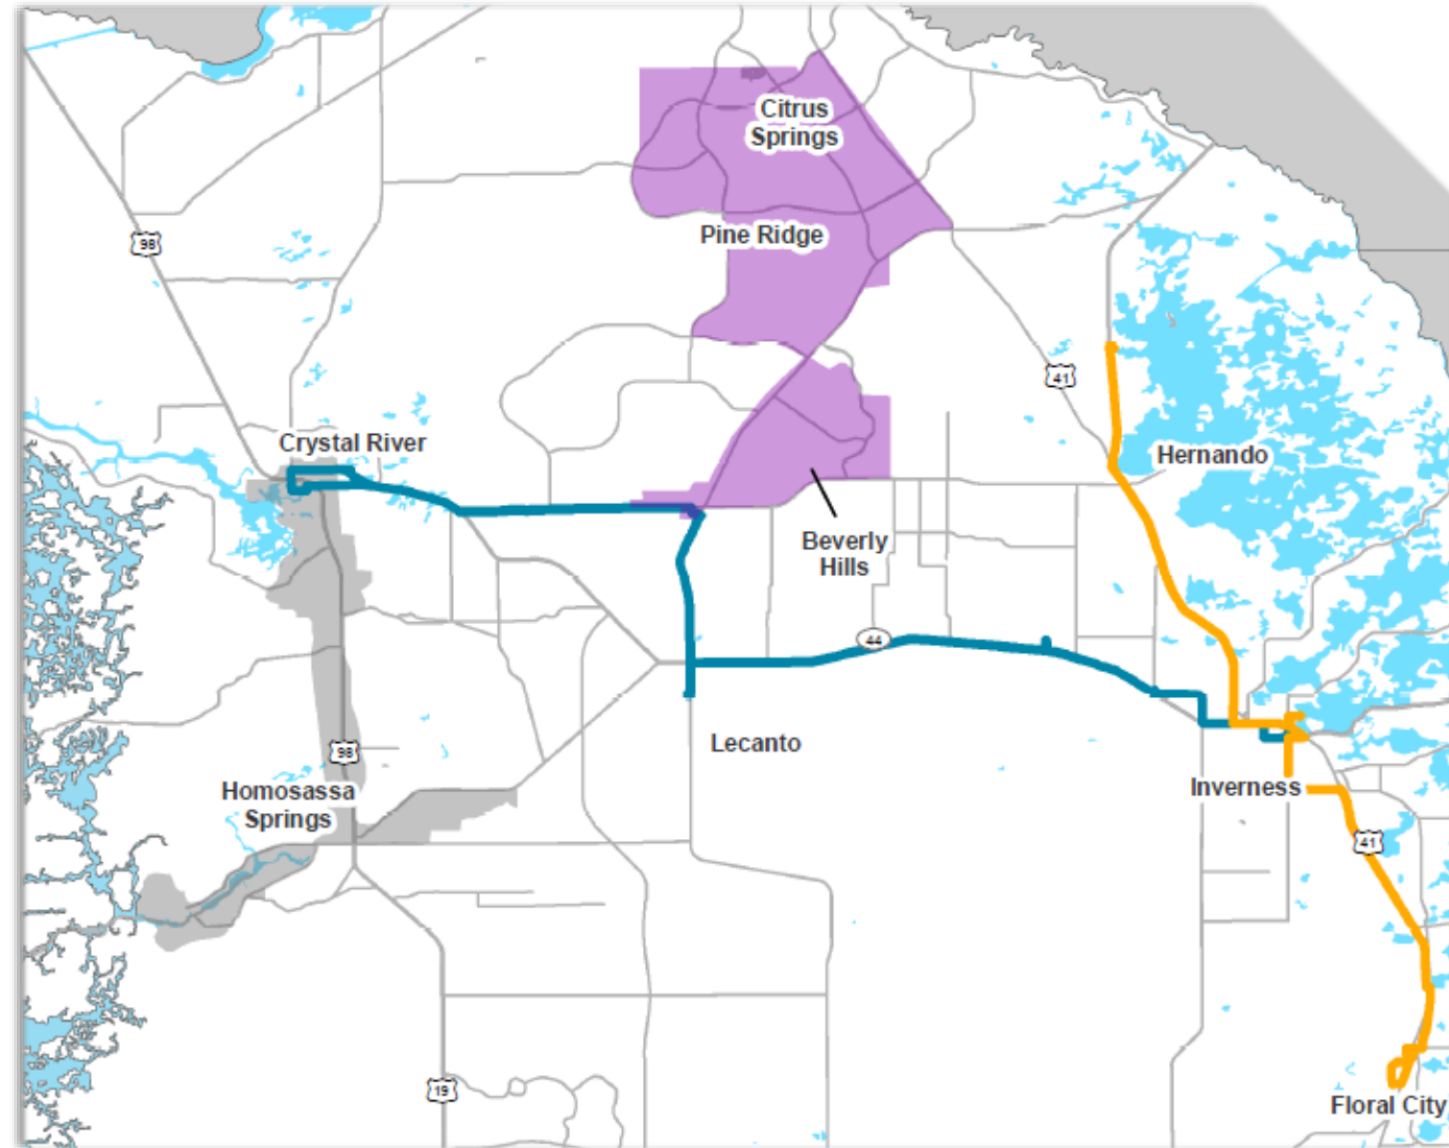 Citrus
Springs
Pine Ridge
98
41
Crystal River
Hernando
Beverly
Hills
44
Lecanto
98
Homosassa
Springs
Inverness
41
19
Floral City